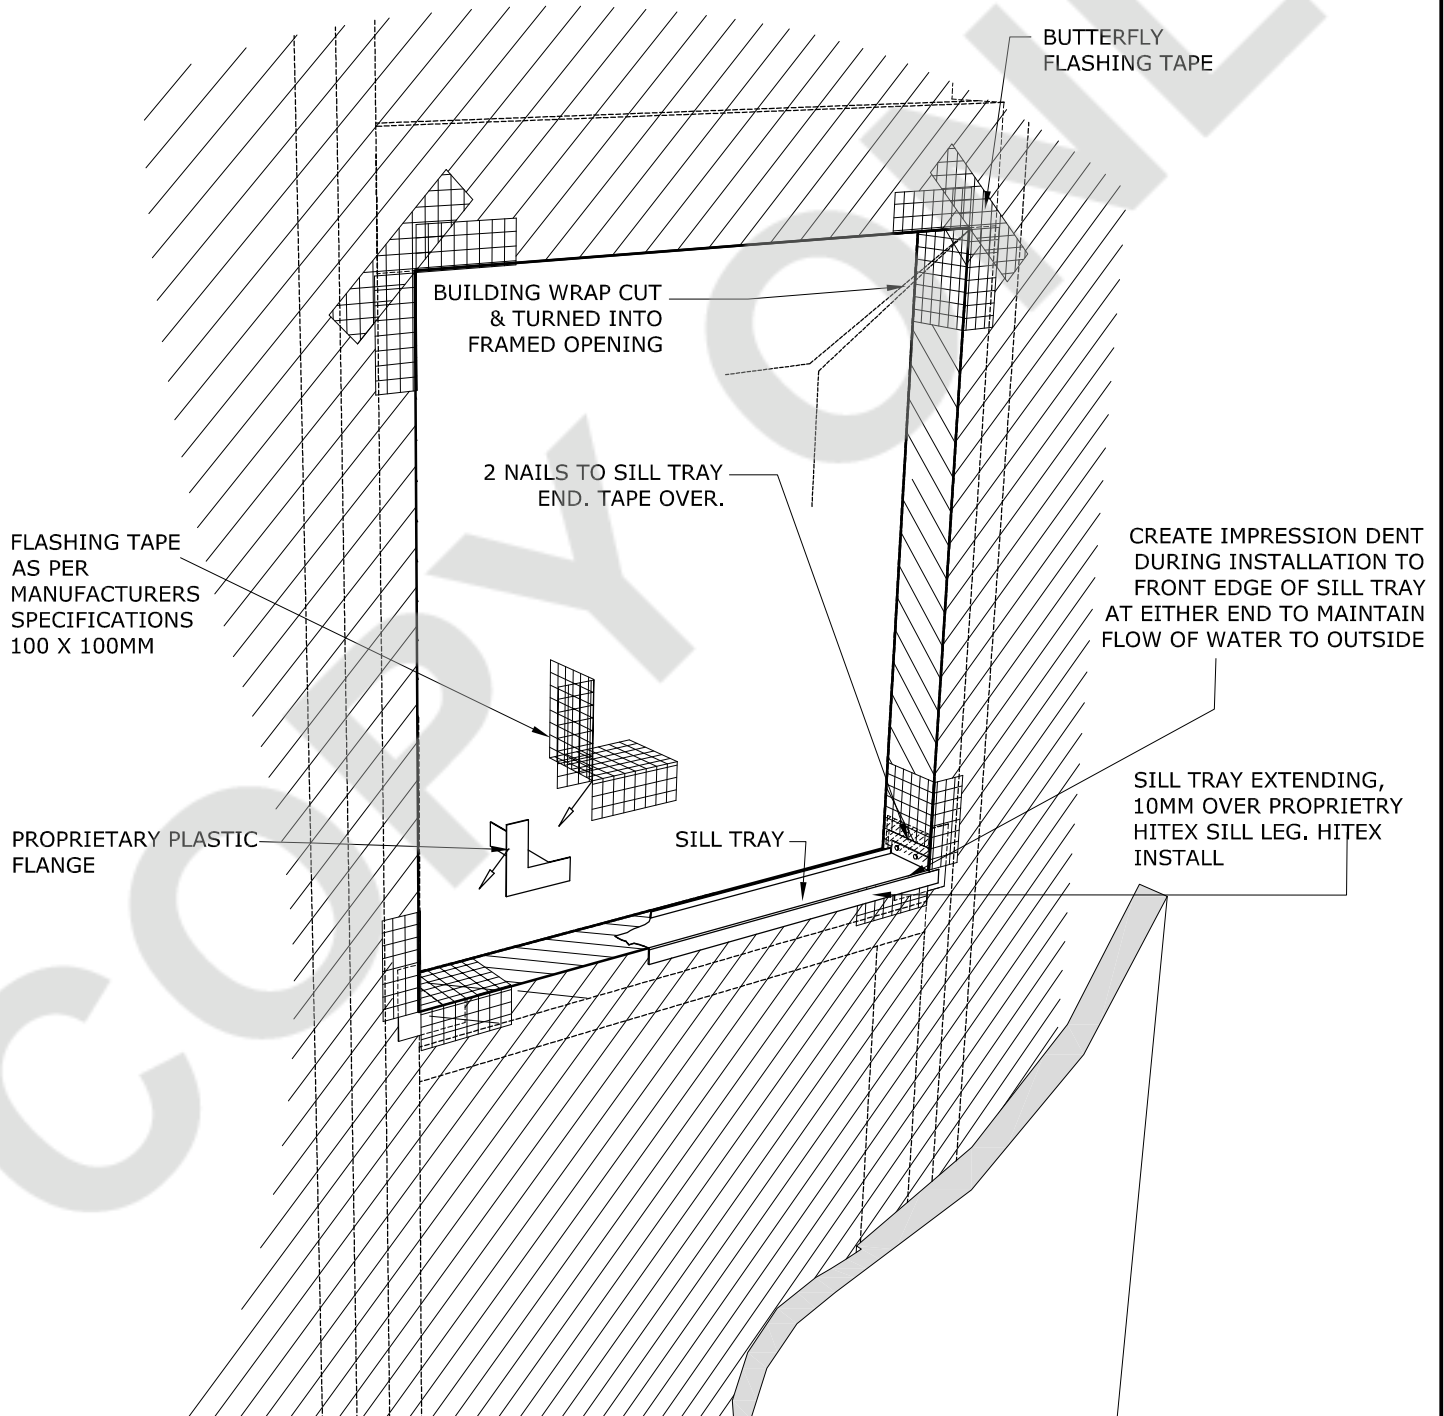 BUTTERFLY
FLASHING TAPE
BUILDING WRAP CUT
& TURNED INTO
FRAMED OPENING
2 NAILS TO SILL TRAY
END. TAPE OVER.
FLASHING TAPE
AS PER
MANUFACTURERS
SPECIFICATIONS
100 X 100MM
CREATE IMPRESSION DENT
DURING INSTALLATION TO
FRONT EDGE OF SILL TRAY
AT EITHER END TO MAINTAIN
FLOW OF WATER TO OUTSIDE
SILL TRAY EXTENDING,
10MM OVER PROPRIETRY
HITEX SILL LEG. HITEX
INSTALL
PROPRIETARY PLASTIC
FLANGE
SILL TRAY
COPY ONL